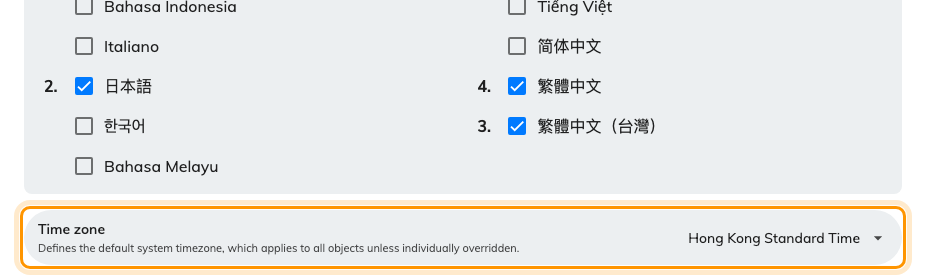 Bahasa Indonesia
Tiếng Việt
Italiano
简体中文
2. 日本語
4. 繁體中文
한국어
3. 繁體中文（台灣）
Bahasa Melayu
Time zone
Defines the default system timezone, which applies to all objects unless individually overridden.
Hong Kong Standard Time